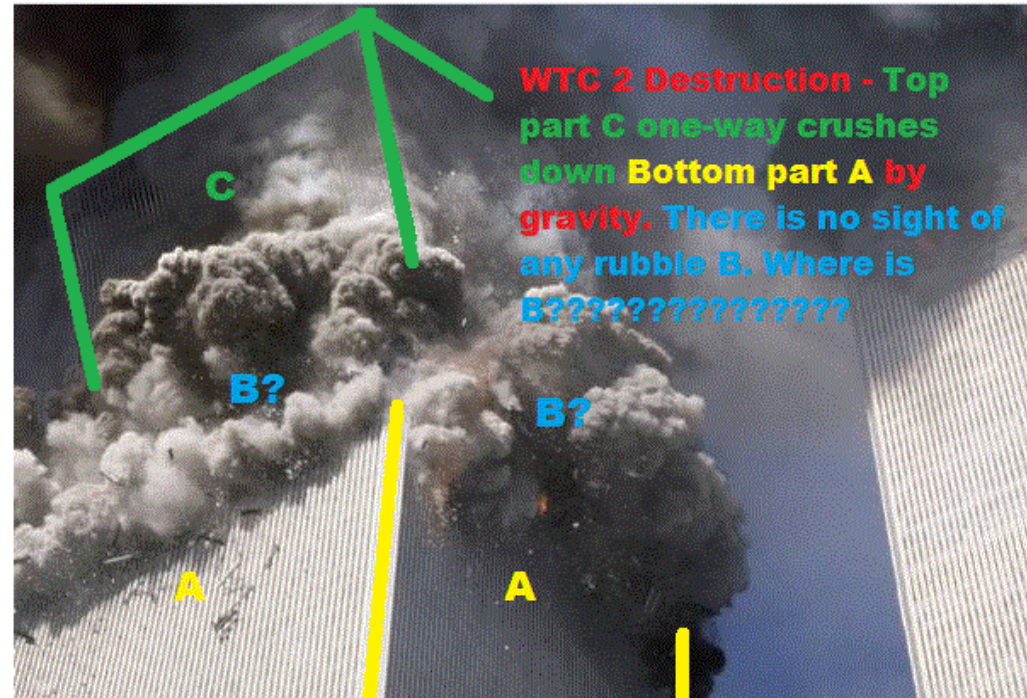 WTC 2 Destruction - Top
part C one-way crushes
down Bottom part A by
gravity. There is no sight of
any rubble B. Where is
B???????????????
C
B?
B?
A
A